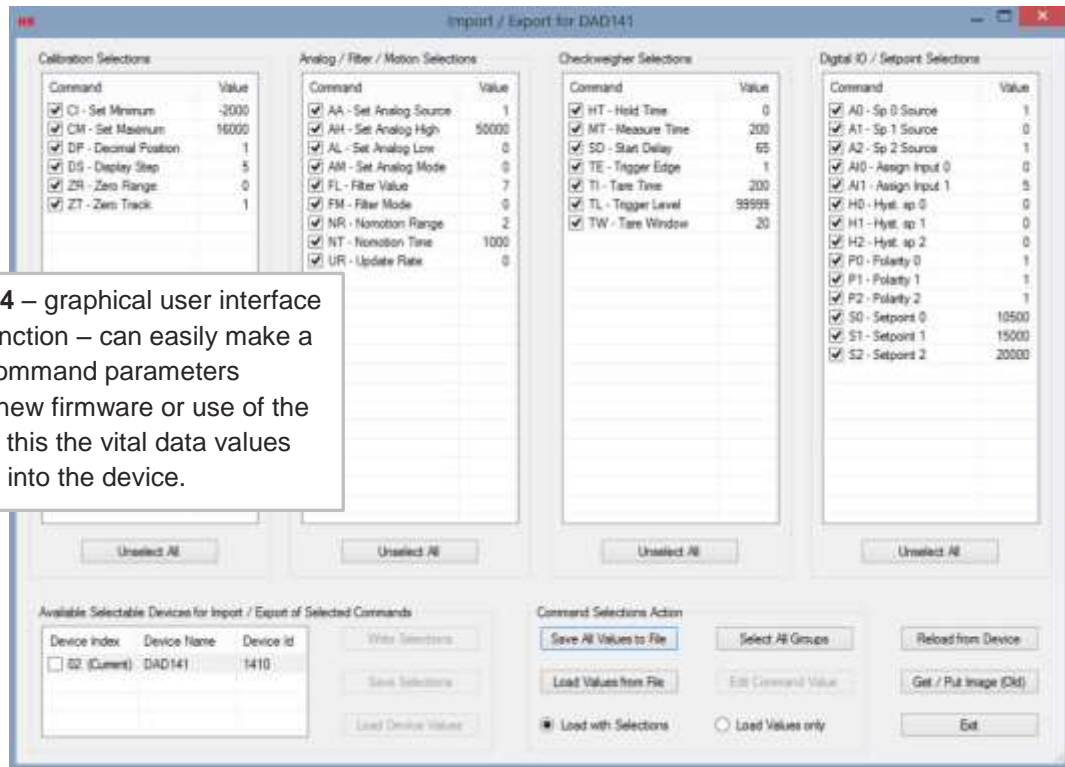 HR
Import / Export for DAD141
Calibration Selections
Command Value
CI - Set Minimum -2000
CM - Set Maximum 16000
DP - Decimal Position 1
DS - Display Step 5
ZR - Zero Range 0
ZT - Zero Track 1
Unselect All
Analog / Filter / Motion Selections
Command Value
AA - Set Analog Source 1
AH - Set Analog High 50000
AL - Set Analog Low 0
AM - Set Analog Mode 0
FL - Filter Value 7
FM - Filter Mode 0
NR - Nomotion Range 2
NT - Nomotion Time 1000
UR - Update Rate 0
Unselect All
Checkweigher Selections
Command Value
HT - Hold Time 0
MT - Measure Time 200
SD - Start Delay 65
TE - Trigger Edge 1
TI - Tare Time 200
TL - Trigger Level 99999
TW - Tare Window 20
Unselect All
Digital IO / Setpoint Selections
Command Value
A0 - Sp 0 Source 1
A1 - Sp 1 Source 0
A2 - Sp 2 Source 1
AI0 - Assign Input 0 0
AI1 - Assign Input 1 5
H0 - Hyst. sp 0 0
H1 - Hyst. sp 1 0
H2 - Hyst. sp 2 0
P0 - Polarity 0 1
P1 - Polarity 1 1
P2 - Polarity 2 1
S0 - Setpoint 0 10500
S1 - Setpoint 1 15000
S2 - Setpoint 2 20000
Unselect All
4 – graphical user interface
nction – can easily make a
ommand parameters
new firmware or use of the
this the vital data values
into the device.
Available Selectable Devices for Import / Export of Selected Commands
Device Index Device Name Device Id
02 (Current) DAD141 1410
Write Selections
Save Selections
Load Device Values
Command Selections Action
Save All Values to File
Select All Groups
Load Values from File
Edit Command Value
Load with Selections
Load Values only
Reload from Device
Get / Put Image (Old)
Exit